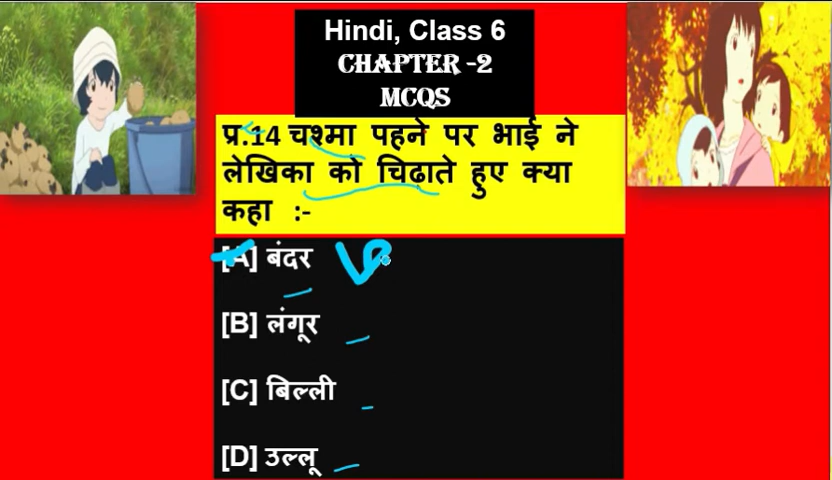 Hindi, Class 6
CHAPTER -2
MCQS
प्र.14 चश्मा पहने पर भाई ने
लेखिका को चिढाते हुए क्या
कहा :-
[A] बंदर
[B] लंगूर
[C] बिल्ली
[D] उल्लू